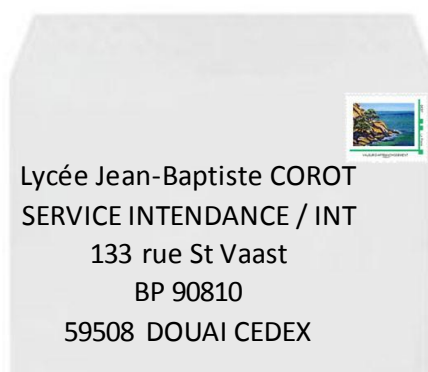 Lycée Jean-Baptiste COROT
SERVICE INTENDANCE / INT
133 rue St Vaast
BP 90810
59508 DOUAI CEDEX